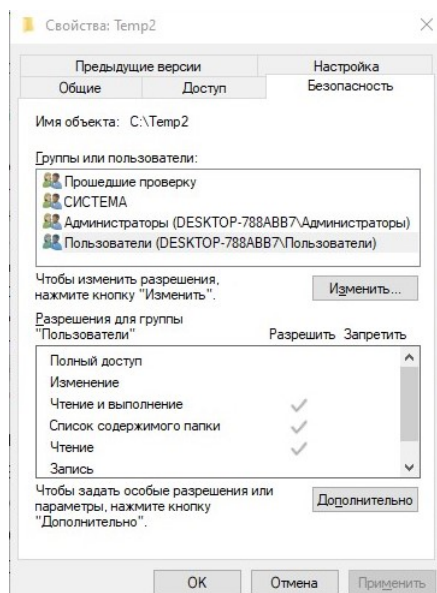 Свойства: Temp2
Предыдущие версии Настройка
Общие Доступ Безопасность
Имя объекта: C:\Temp2
Группы или пользователи:
Прошедшие проверку
СИСТЕМА
Администраторы (DESKTOP-788ABB7\Администраторы)
Пользователи (DESKTOP-788ABB7\Пользователи)
Чтобы изменить разрешения,
нажмите кнопку "Изменить".
Изменить...
Разрешения для группы
"Пользователи" Разрешить Запретить
Полный доступ
Изменение
Чтение и выполнение
Список содержимого папки
Чтение
Запись
Чтобы задать особые разрешения или
параметры, нажмите кнопку
"Дополнительно".
Дополнительно
ОК Отмена Применить